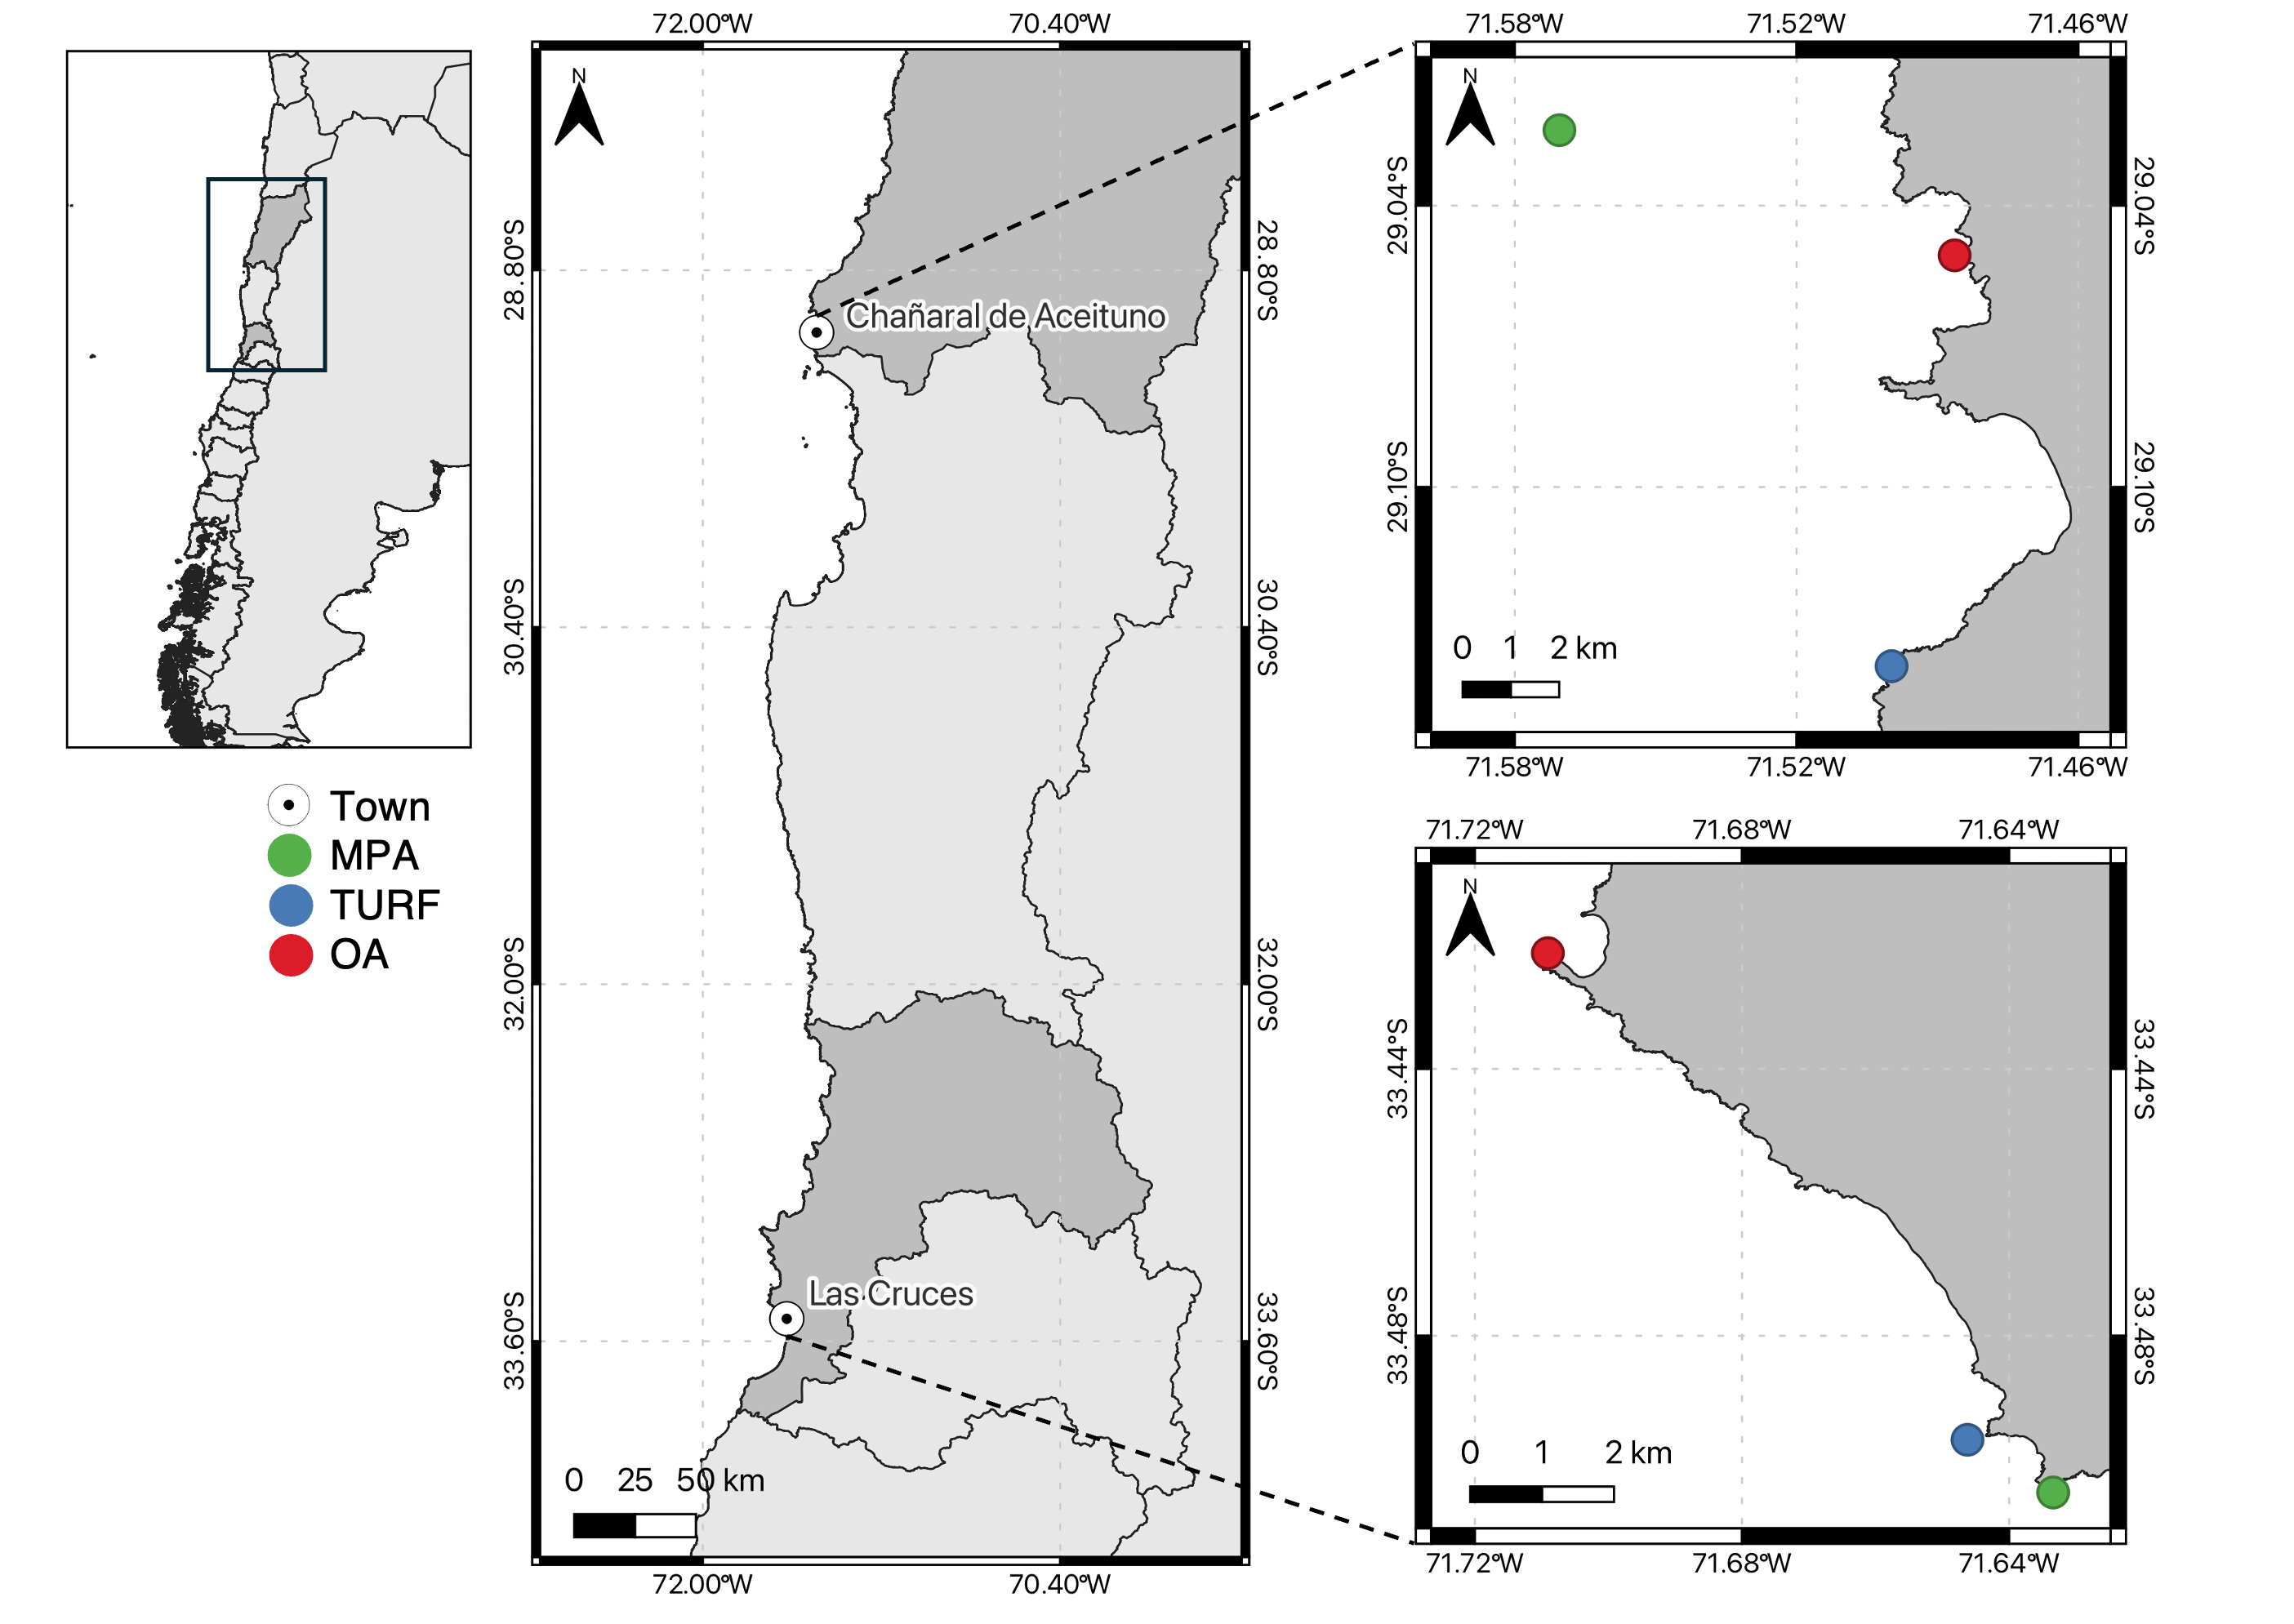 72.00°W 70.40°W
N
28.80°S 28.80°S
Chañaral de Aceituno
30.40°S 30.40°S
32.00°S 32.00°S
Las Cruces
33.60°S 33.60°S
0 25 50 km
72.00°W 70.40°W
Town
MPA
TURF
OA
71.58°W 71.52°W 71.46°W
N
29.04°S 29.04°S
29.10°S 29.10°S
0 1 2 km
71.58°W 71.52°W 71.46°W
71.72°W 71.68°W 71.64°W
N
33.44°S 33.44°S
33.48°S 33.48°S
0 1 2 km
71.72°W 71.68°W 71.64°W